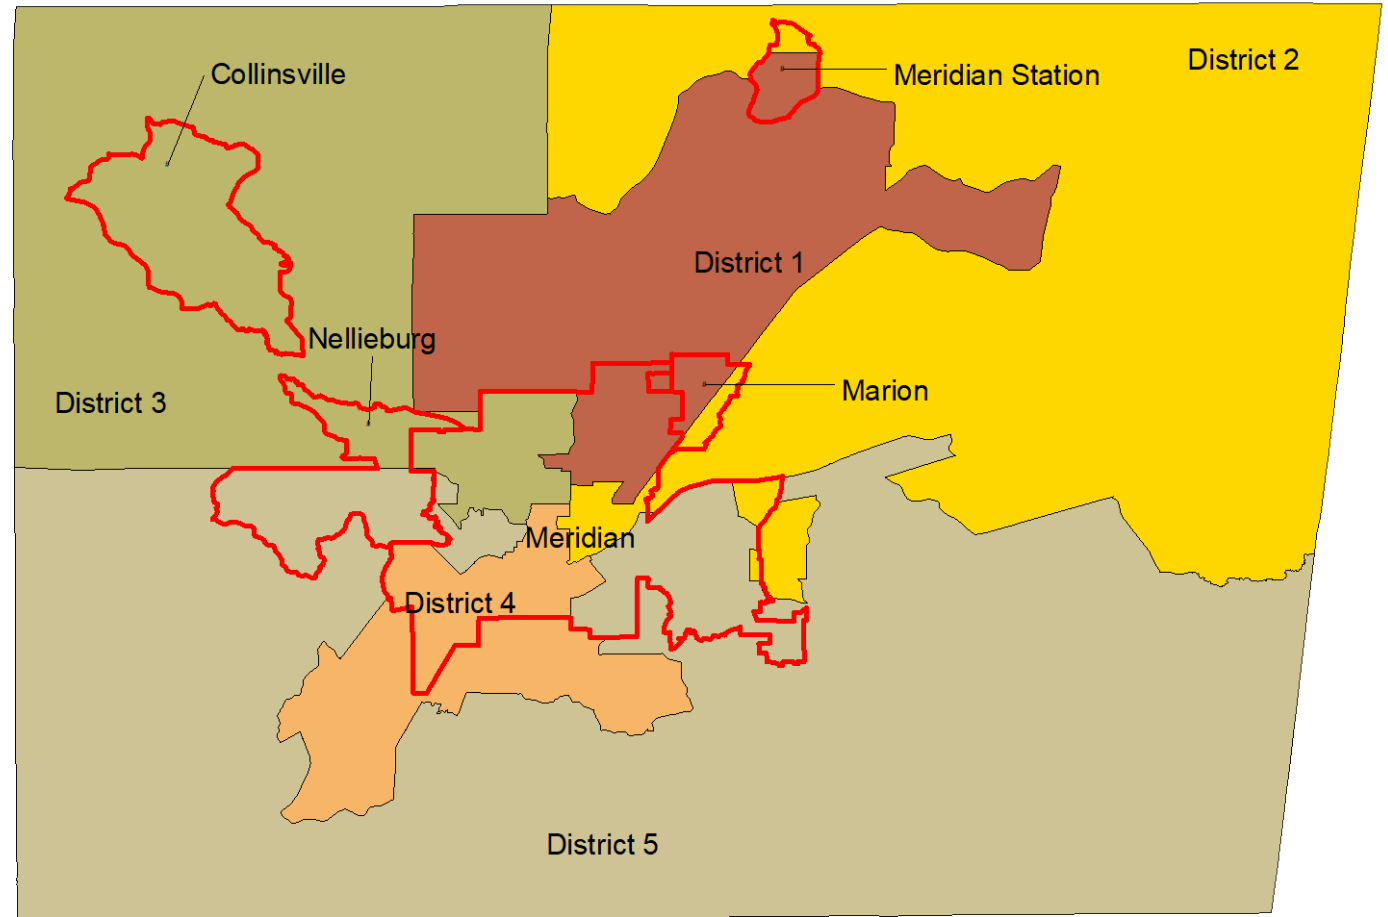 District 2
Collinsville
Meridian Station
District 1
Nellieburg
Marion
District 3
Meridian
District 4
District 5